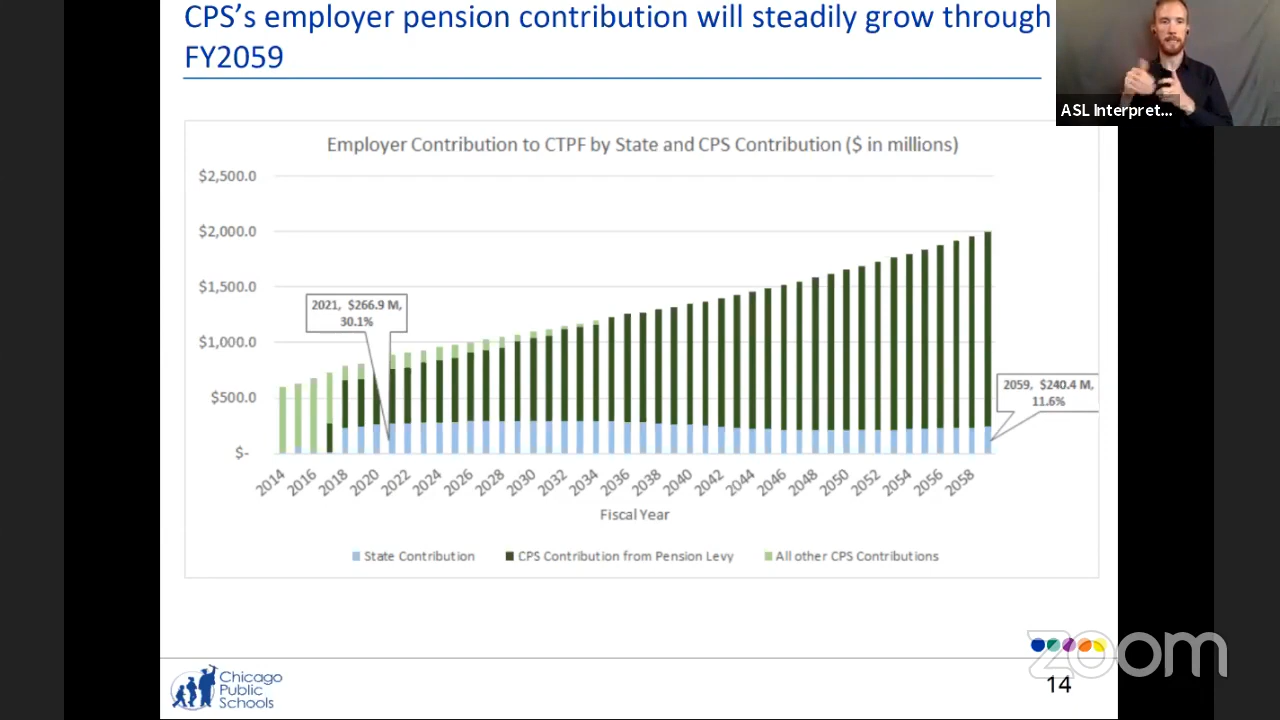 CPS's employer pension contribution will steadily grow through
FY2059
ASL Interpret...
Employer Contribution to CTPF by State and CPS Contribution ($ in millions)
$2,500.0
$2,000.0
$1,500.0
$1,000.0
$500.0
$-
2021, $266.9 M,
30.1%
2059, $240.4 M,
11.6%
2014 2016 2018 2020 2022 2024 2026 2028 2030 2032 2034 2036 2038 2040 2042 2044 2046 2048 2050 2052 2054 2056 2058
Fiscal Year
State Contribution CPS Contribution from Pension Levy All other CPS Contributions
zoom
Chicago
Public
Schools
14